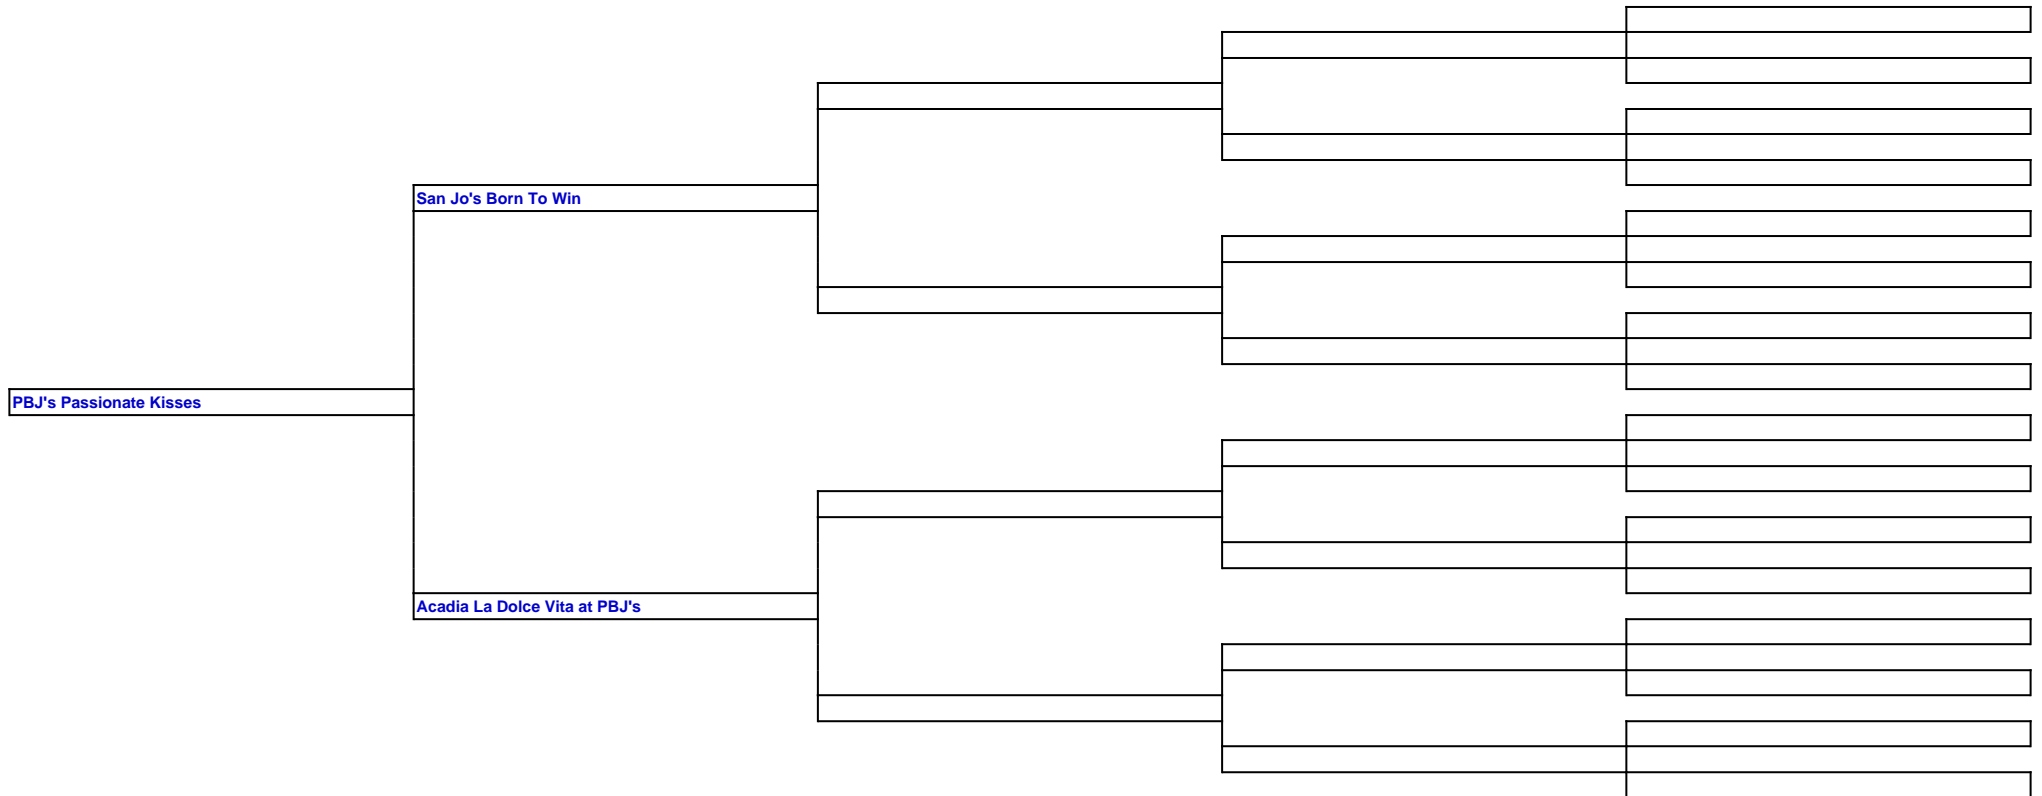 San Jo's Born To Win
PBJ's Passionate Kisses
Acadia La Dolce Vita at PBJ's